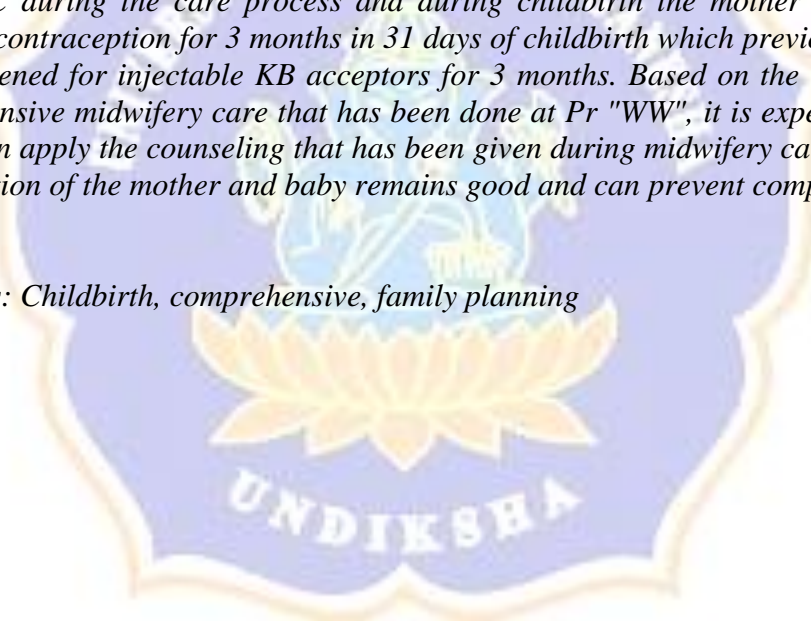 C during the care process and during childbirth the mother
contraception for 3 months in 31 days of childbirth which previ
ened for injectable KB acceptors for 3 months. Based on the
nsive midwifery care that has been done at Pr "WW", it is expe
n apply the counseling that has been given during midwifery ca
tion of the mother and baby remains good and can prevent comp
: Childbirth, comprehensive, family planning
UNDIKSHA